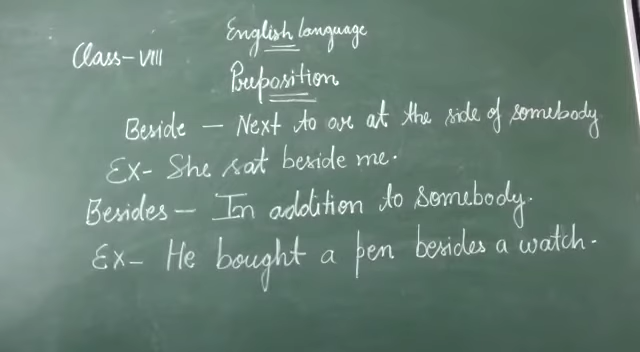 English Language
Class-VIII
Preposition
Beside - Next to or at the side of somebody
Ex- She sat beside me.
Besides - In addition to somebody.
Ex- He bought a pen besides a watch.